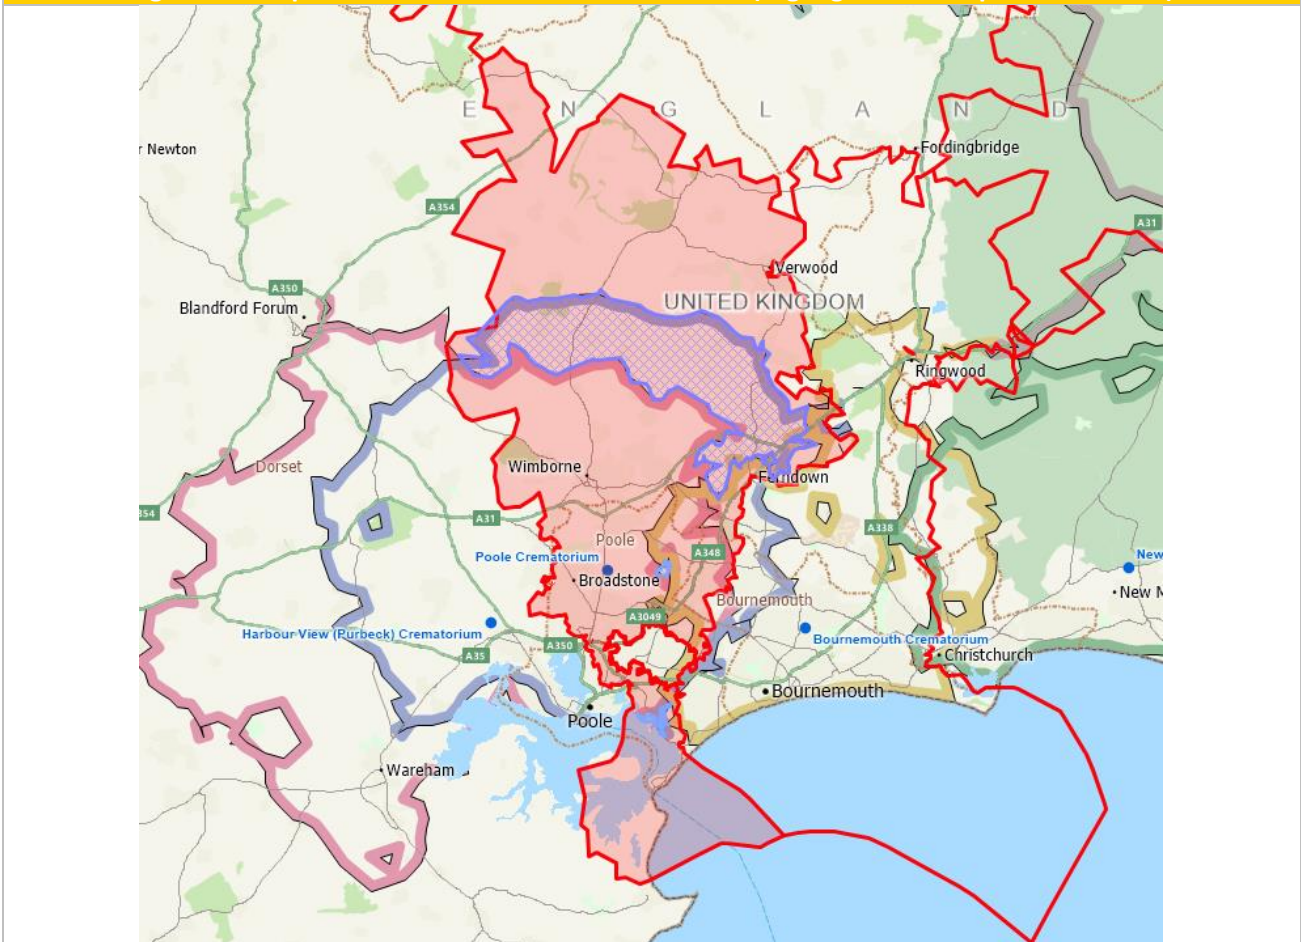 E N G L A N D
r Newton
Fordingbridge
A354
A31
Verwood
A350
UNITED KINGDOM
Blandford Forum
Ringwood
Dorset
Wimborne
Ferndown
354
A31
A338
Poole
A348
Poole Crematorium
New
Broadstone
New M
Bournemouth
A3049
Harbour View (Purbeck) Crematorium
Bournemouth Crematorium
A350
A35
Christchurch
Bournemouth
Poole
Wareham